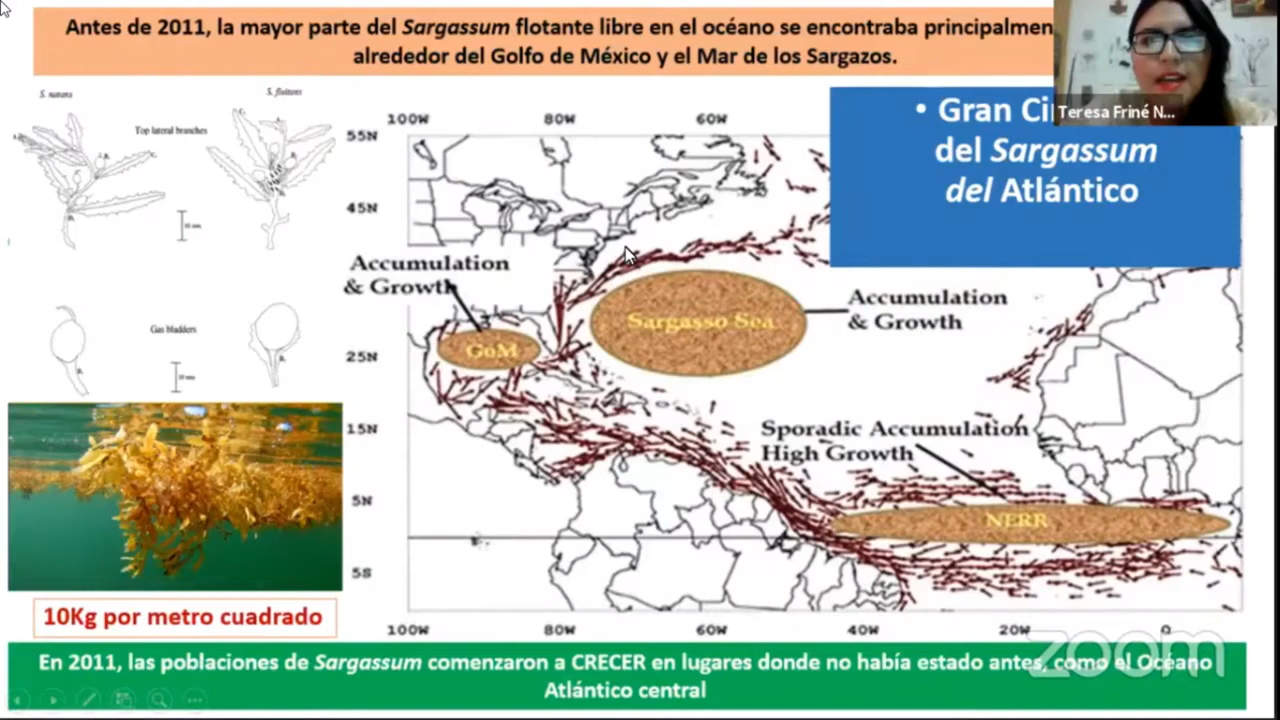 Antes de 2011, la mayor parte del Sargassum flotante libre en el océano se encontraba principalmen
alrededor del Golfo de México y el Mar de los Sargazos.
Teresa Friné N...
• Gran Ci
del Sargassum
del Atlántico
S. natans
S. fluitans
Top lateral branches
Gas bladders
100W 80W 60W
55N
45N
25N
15N
5N
5S
Accumulation
& Growth
GoM
Sargasso Sea
Accumulation
& Growth
Sporadic Accumulation
High Growth
NERR
100W 80W 60W 40W 20W 0
10Kg por metro cuadrado
zoom
En 2011, las poblaciones de Sargassum comenzaron a CRECER en lugares donde no había estado antes, como el Océano
Atlántico central